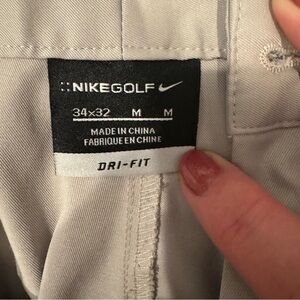 NIKEGOLF
34x32 M M
MADE IN CHINA
FABRIQUE EN CHINE
DRI-FIT